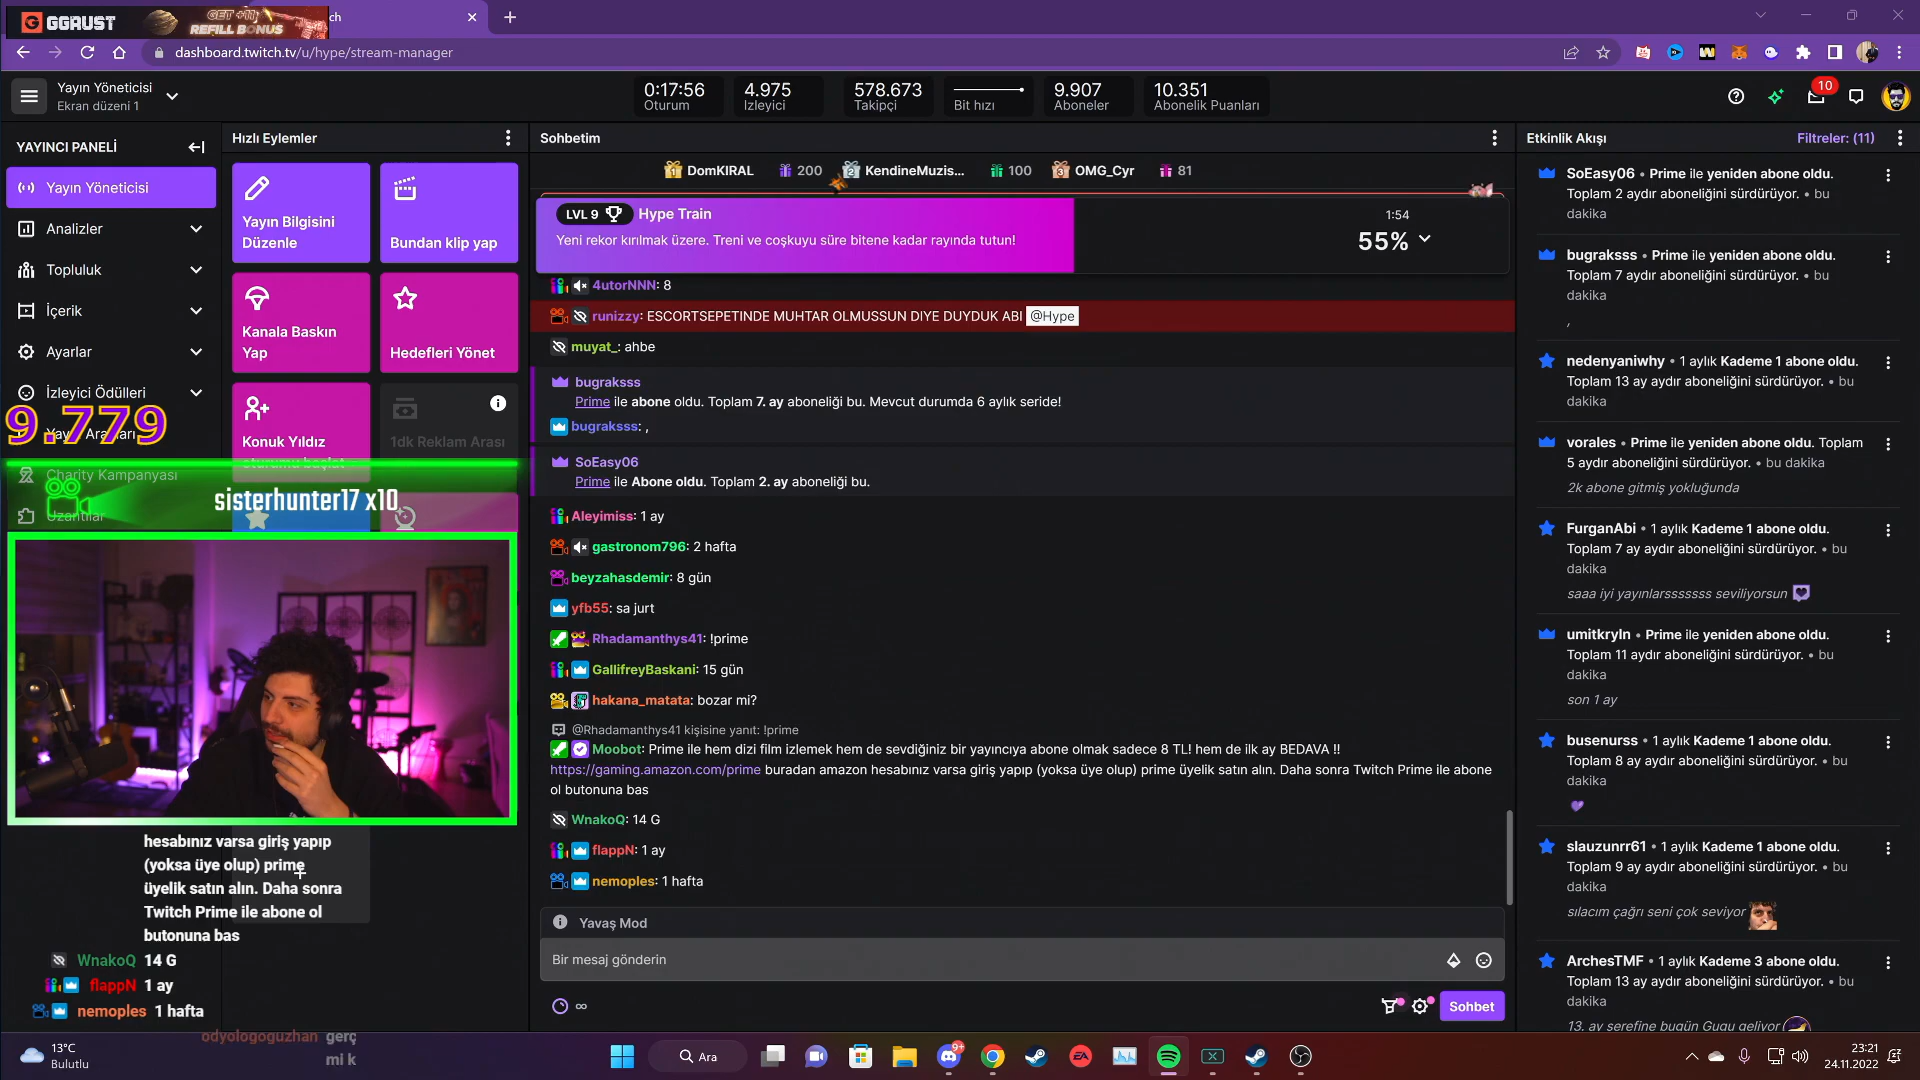 GGRUST
GET +11%
REFILL BONUS
ch
dashboard.twitch.tv/u/hype/stream-manager
Yayın Yöneticisi
Ekran düzeni 1
0:17:56
Oturum
4.975
Izleyici
578.673
Takipçi
Bit hızı
9.907
Aboneler
10.351
Abonelik Puanları
10
YAYINCI PANELİ
Yayın Yöneticisi
Analizler
Topluluk
İçerik
Ayarlar
İzleyici Ödülleri
9.779
Charity Kampanyası
Uzantılar
Hızlı Eylemler
Yayın Bilgisini
Düzenle
Bundan klip yap
Kanala Baskın
Yap
Hedefleri Yönet
Konuk Yıldız
1dk Reklam Arası
sisterhunter17 x10
hesabınız varsa giriş yapıp
(yoksa üye olup) prime
üyelik satın alın. Daha sonra
Twitch Prime ile abone ol
butonuna bas
WnakoQ 14 G
flappN 1 ay
nemoples 1 hafta
odyologoguzhan gerç
mi k
Sohbetim
1 DomKIRAL 200
2 KendineMuzis... 100
3 OMG_Cyr 81
LVL 9 Hype Train
Yeni rekor kırılmak üzere. Treni ve coşkuyu süre bitene kadar rayında tutun!
1:54
55%
4utorNNN: 8
runizzy: ESCORTSEPETINDE MUHTAR OLMUSSUN DIYE DUYDUK ABI @Hype
muyat_: ahbe
bugraksss
Prime ile abone oldu. Toplam 7. ay aboneliği bu. Mevcut durumda 6 aylık seride!
bugraksss: ,
SoEasy06
Prime ile Abone oldu. Toplam 2. ay aboneliği bu.
Aleyimiss: 1 ay
gastronom796: 2 hafta
beyzahasdemir: 8 gün
yfb55: sa jurt
Rhadamanthys41: !prime
GallifreyBaskani: 15 gün
hakana_matata: bozar mi?
@Rhadamanthys41 kişisine yanıt: !prime
Moobot: Prime ile hem dizi film izlemek hem de sevdiğiniz bir yayıncıya abone olmak sadece 8 TL! hem de ilk ay BEDAVA !!
https://gaming.amazon.com/prime buradan amazon hesabınız varsa giriş yapıp (yoksa üye olup) prime üyelik satın alın. Daha sonra Twitch Prime ile abone
ol butonuna bas
WnakoQ: 14 G
flappN: 1 ay
nemoples: 1 hafta
Yavaş Mod
Bir mesaj gönderin
∞
Sohbet
Etkinlik Akışı
Filtreler: (11)
SoEasy06 • Prime ile yeniden abone oldu.
Toplam 2 aydır aboneliğini sürdürüyor. • bu
dakika
bugraksss • Prime ile yeniden abone oldu.
Toplam 7 aydır aboneliğini sürdürüyor. • bu
dakika
,
nedenyaniwhy • 1 aylık Kademe 1 abone oldu.
Toplam 13 ay aydır aboneliğini sürdürüyor. • bu
dakika
vorales • Prime ile yeniden abone oldu. Toplam
5 aydır aboneliğini sürdürüyor. • bu dakika
2k abone gitmiş yokluğunda
FurganAbi • 1 aylık Kademe 1 abone oldu.
Toplam 7 ay aydır aboneliğini sürdürüyor. • bu
dakika
saaa iyi yayınlarsssssss seviliyorsun
umitkryln • Prime ile yeniden abone oldu.
Toplam 11 aydır aboneliğini sürdürüyor. • bu
dakika
son 1 ay
busenurss • 1 aylık Kademe 1 abone oldu.
Toplam 8 ay aydır aboneliğini sürdürüyor. • bu
dakika
slauzunrr61 • 1 aylık Kademe 1 abone oldu.
Toplam 9 ay aydır aboneliğini sürdürüyor. • bu
dakika
sılacım çağrı seni çok seviyor
ArchesTMF • 1 aylık Kademe 3 abone oldu.
Toplam 13 ay aydır aboneliğini sürdürüyor. • bu
dakika
13. ay serefine bugün Gugu geliyor
13°C
Bulutlu
Ara
9+
EA
23:21
24.11.2022